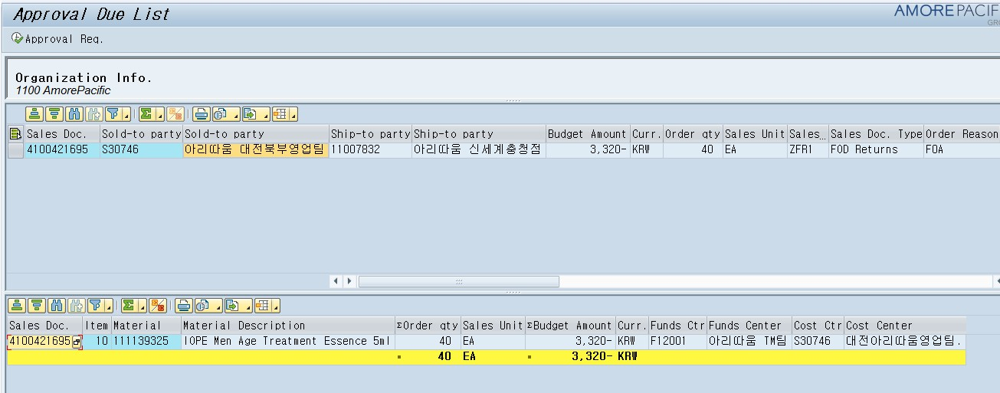 Approval Due List
AMOREPACIF
GRO
Approval Req.
Organization Info.
1100 AmorePacific
Sales Doc. Sold-to party Sold-to party Ship-to party Ship-to party Budget Amount Curr. Order qty Sales Unit Sales… Sales Doc. Type Order Reason
4100421695 S30746 아리따움 대전북부영업팀 11007832 아리따움 신세계충청점 3,320- KRW 40 EA ZFR1 FOD Returns FOA
Sales Doc. Item Material Material Description ΣOrder qty Sales Unit ΣBudget Amount Curr. Funds Ctr Funds Center Cost Ctr Cost Center
4100421695 10 111139325 IOPE Men Age Treatment Essence 5ml 40 EA 3,320- KRW F12001 아리따움 TM팀 S30746 대전아리따움영업팀.
40 EA 3,320- KRW